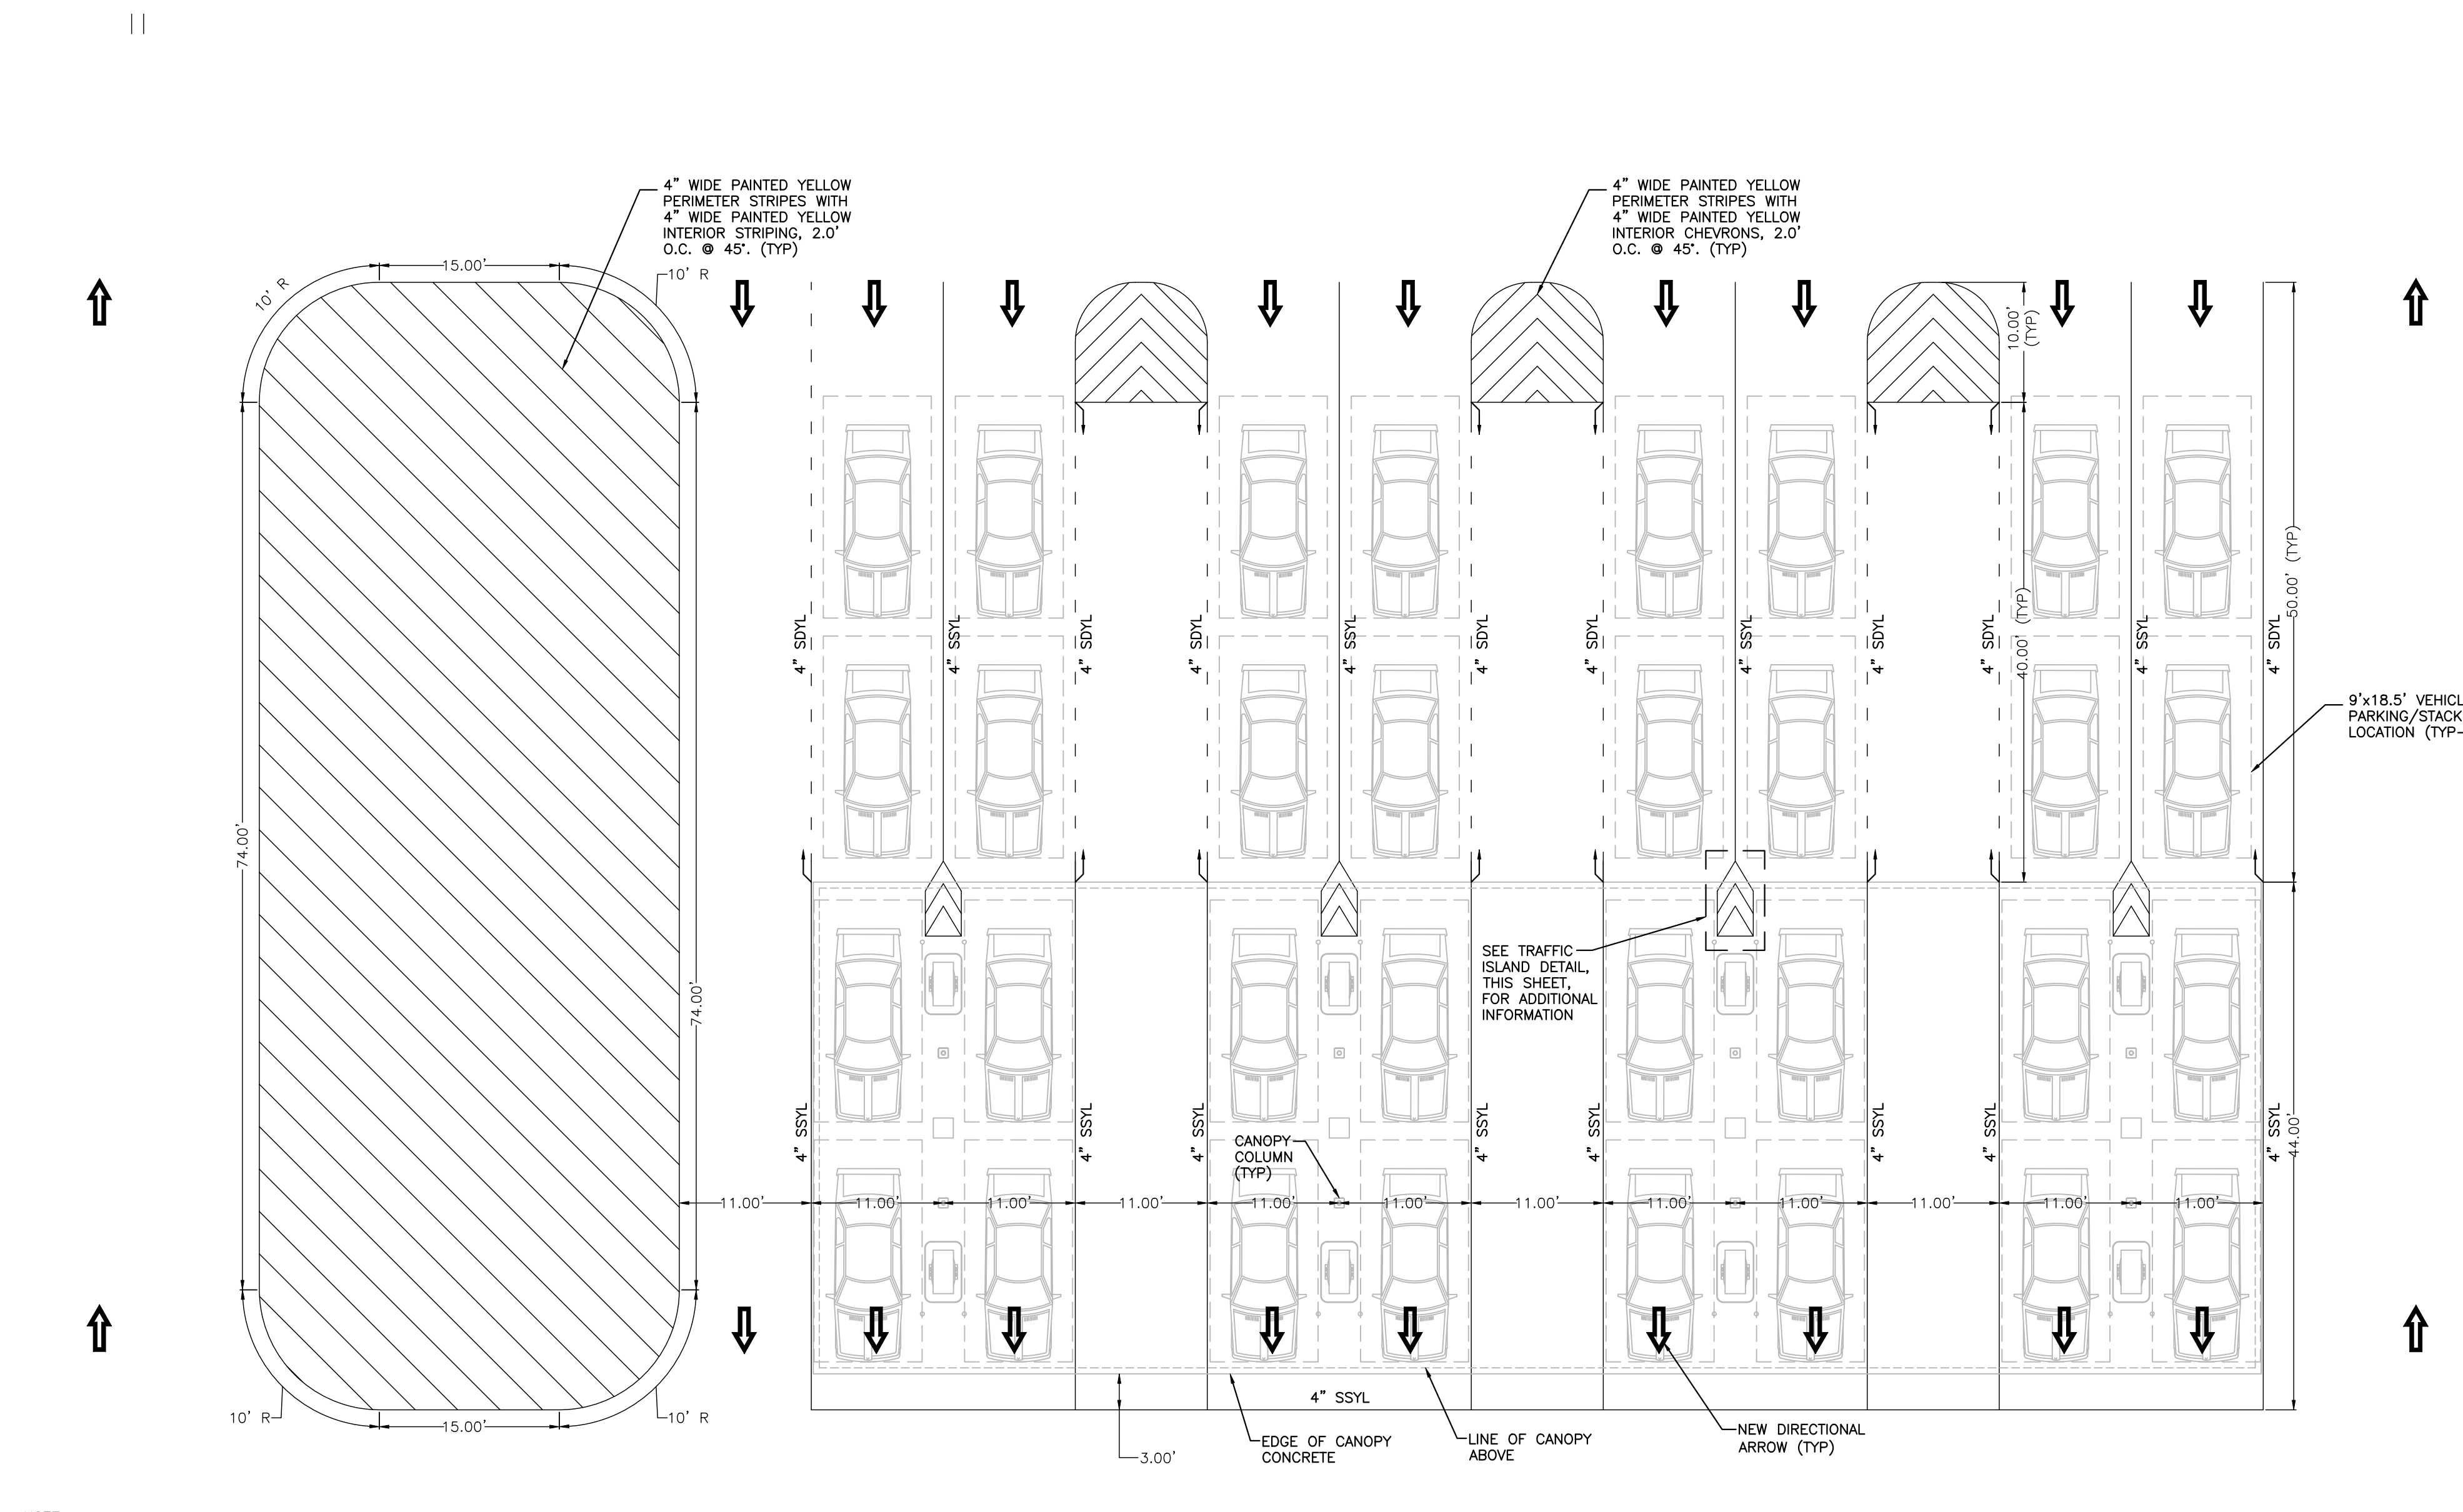 4" WIDE PAINTED YELLOW
PERIMETER STRIPES WITH
4" WIDE PAINTED YELLOW
INTERIOR STRIPING, 2.0'
O.C. @ 45°. (TYP)
4" WIDE PAINTED YELLOW
PERIMETER STRIPES WITH
4" WIDE PAINTED YELLOW
INTERIOR CHEVRONS, 2.0'
O.C. @ 45°. (TYP)
15.00'
10' R
10' R
10.00'
(TYP)
50.00' (TYP)
40.00' (TYP)
4" SDYL
4" SSYL
4" SDYL
4" SDYL
4" SSYL
4" SDYL
4" SDYL
4" SSYL
4" SDYL
4" SDYL
4" SSYL
4" SDYL
9'x18.5'
PARKING/STACK
LOCATION (TYP-
74.00'
74.00'
SEE TRAFFIC
ISLAND DETAIL,
THIS SHEET,
FOR ADDITIONAL
INFORMATION
4" SSYL
4" SSYL
4" SSYL
4" SSYL
4" SSYL
4" SSYL
4" SSYL
4" SSYL
44.00'
CANOPY
COLUMN
(TYP)
11.00'
11.00'
11.00'
11.00'
11.00'
11.00'
11.00'
11.00'
11.00'
11.00'
11.00'
11.00'
4" SSYL
10' R
15.00'
10' R
3.00'
EDGE OF CANOPY
CONCRETE
LINE OF CANOPY
ABOVE
NEW DIRECTIONAL
ARROW (TYP)